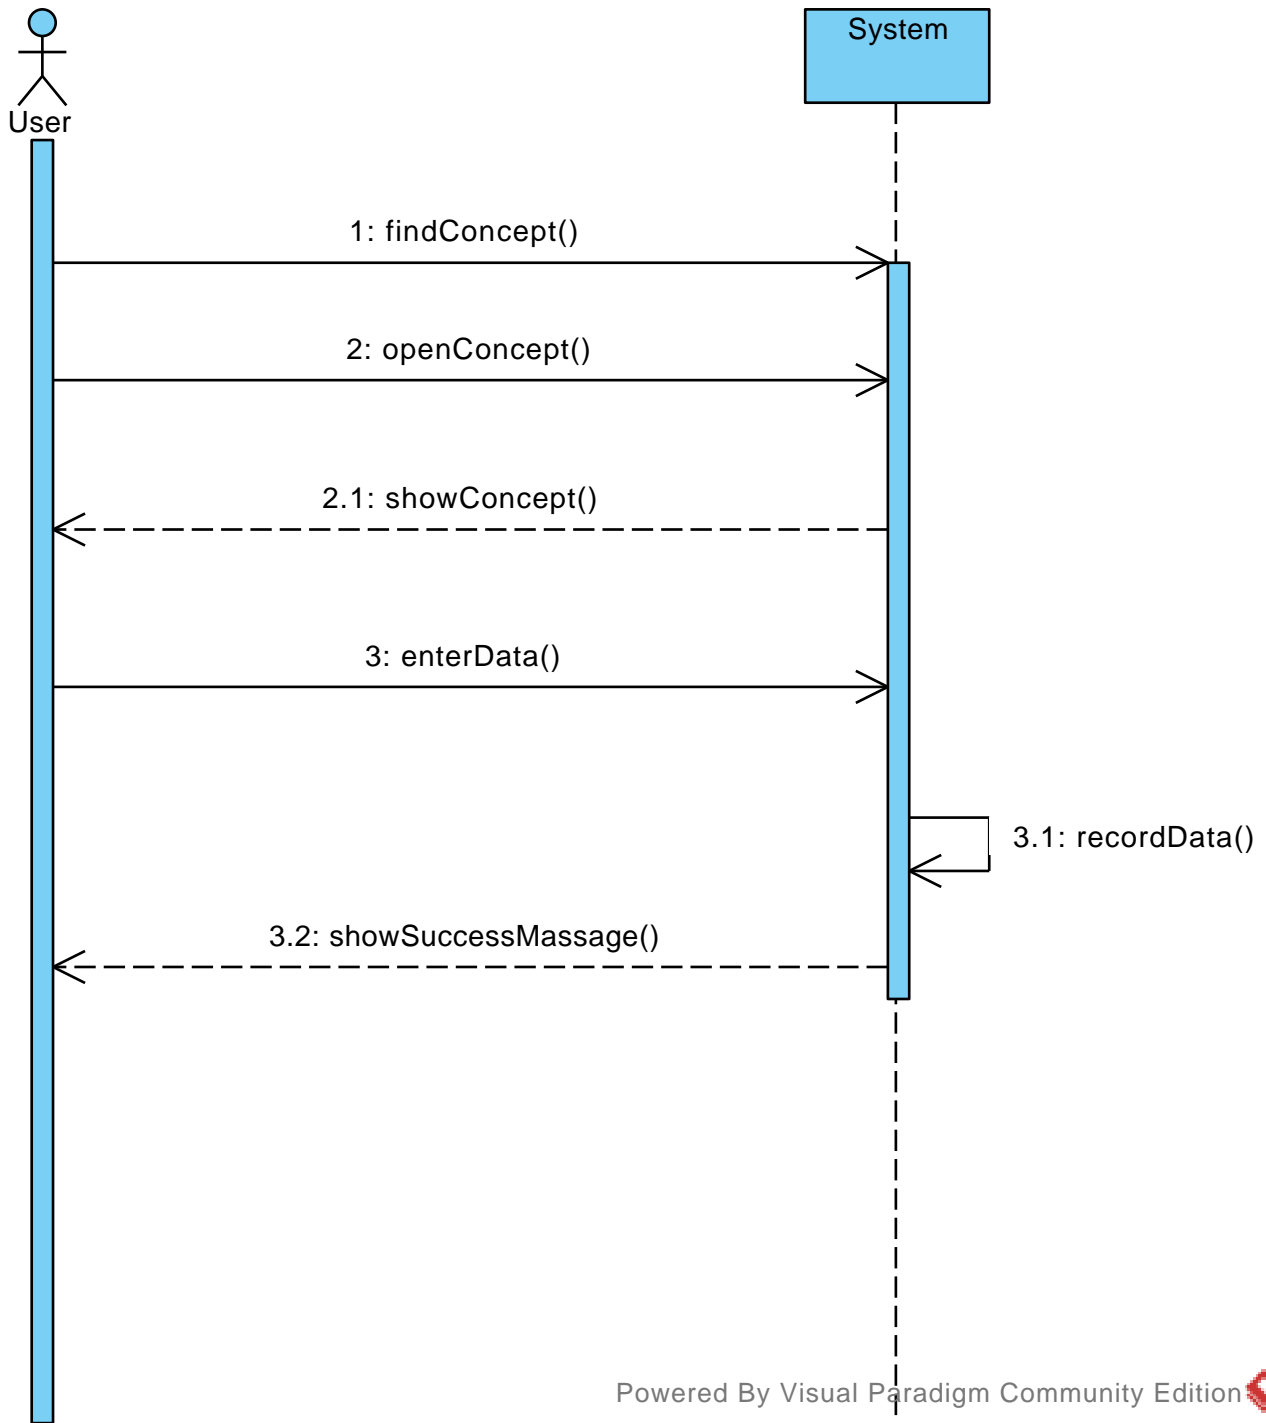 System
User
1: findConcept()
2: openConcept()
2.1: showConcept()
3: enterData()
3.1: recordData()
3.2: showSuccessMassage()
Powered By Visual Paradigm Community Edition